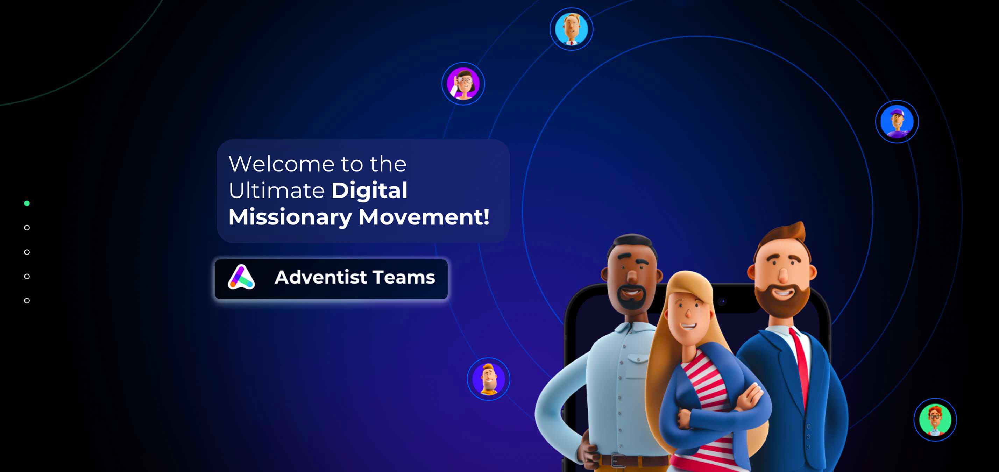 Welcome to the
Ultimate Digital
Missionary Movement!
Adventist Teams